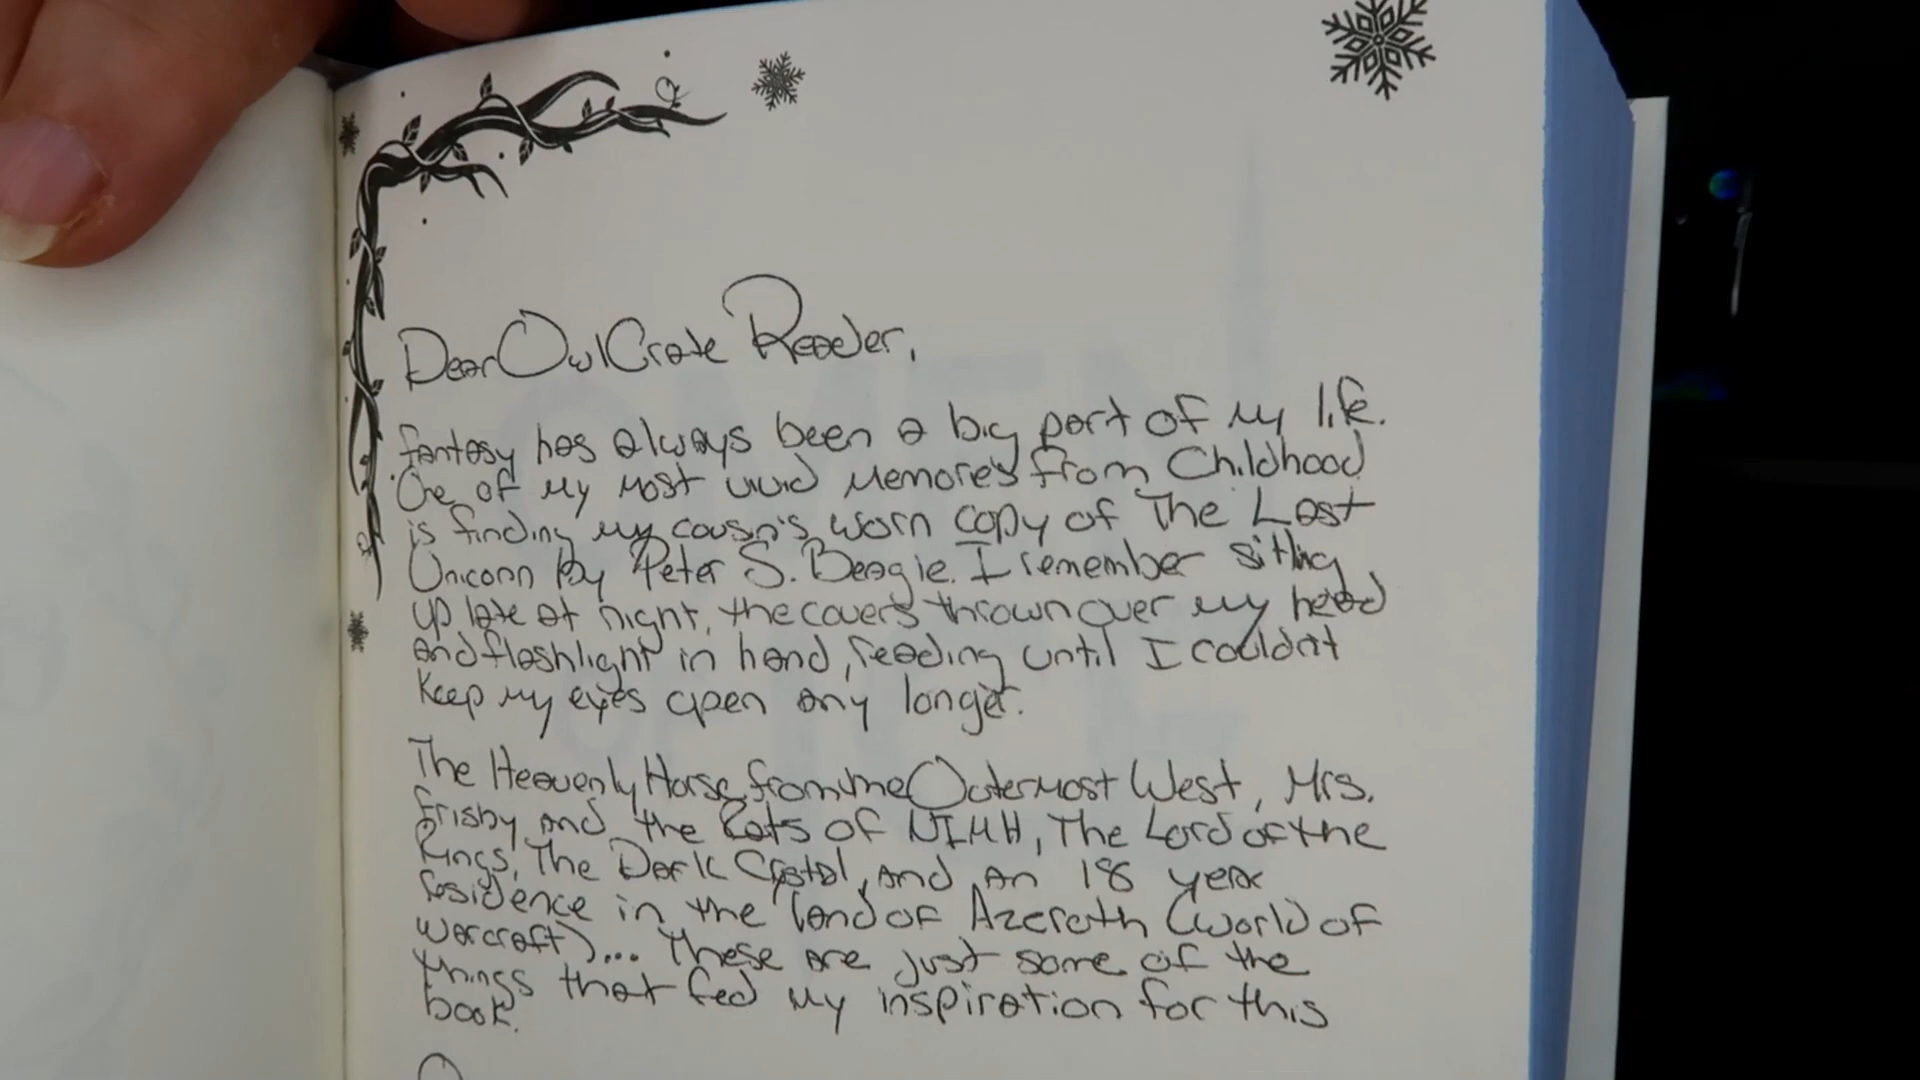 Dear OwlCrate Reader,
Fantasy has always been a big part of my life.
One of my most vivid memories from Childhood
is finding my cousin's worn copy of The Last
Unicorn by Peter S. Beagle. I remember sitting
up late at night, the covers thrown over my head
and flashlight in hand, reading until I couldn't
keep my eyes open any longer.
The Heavenly Horse from the Outermost West, Mrs.
Frisby and the Rats of NIMH, The Lord of the
Rings, The Dark Crystal, and an 18 year
residence in the land of Azeroth (World of
Warcraft)... These are just some of the
things that fed my inspiration for this
book.